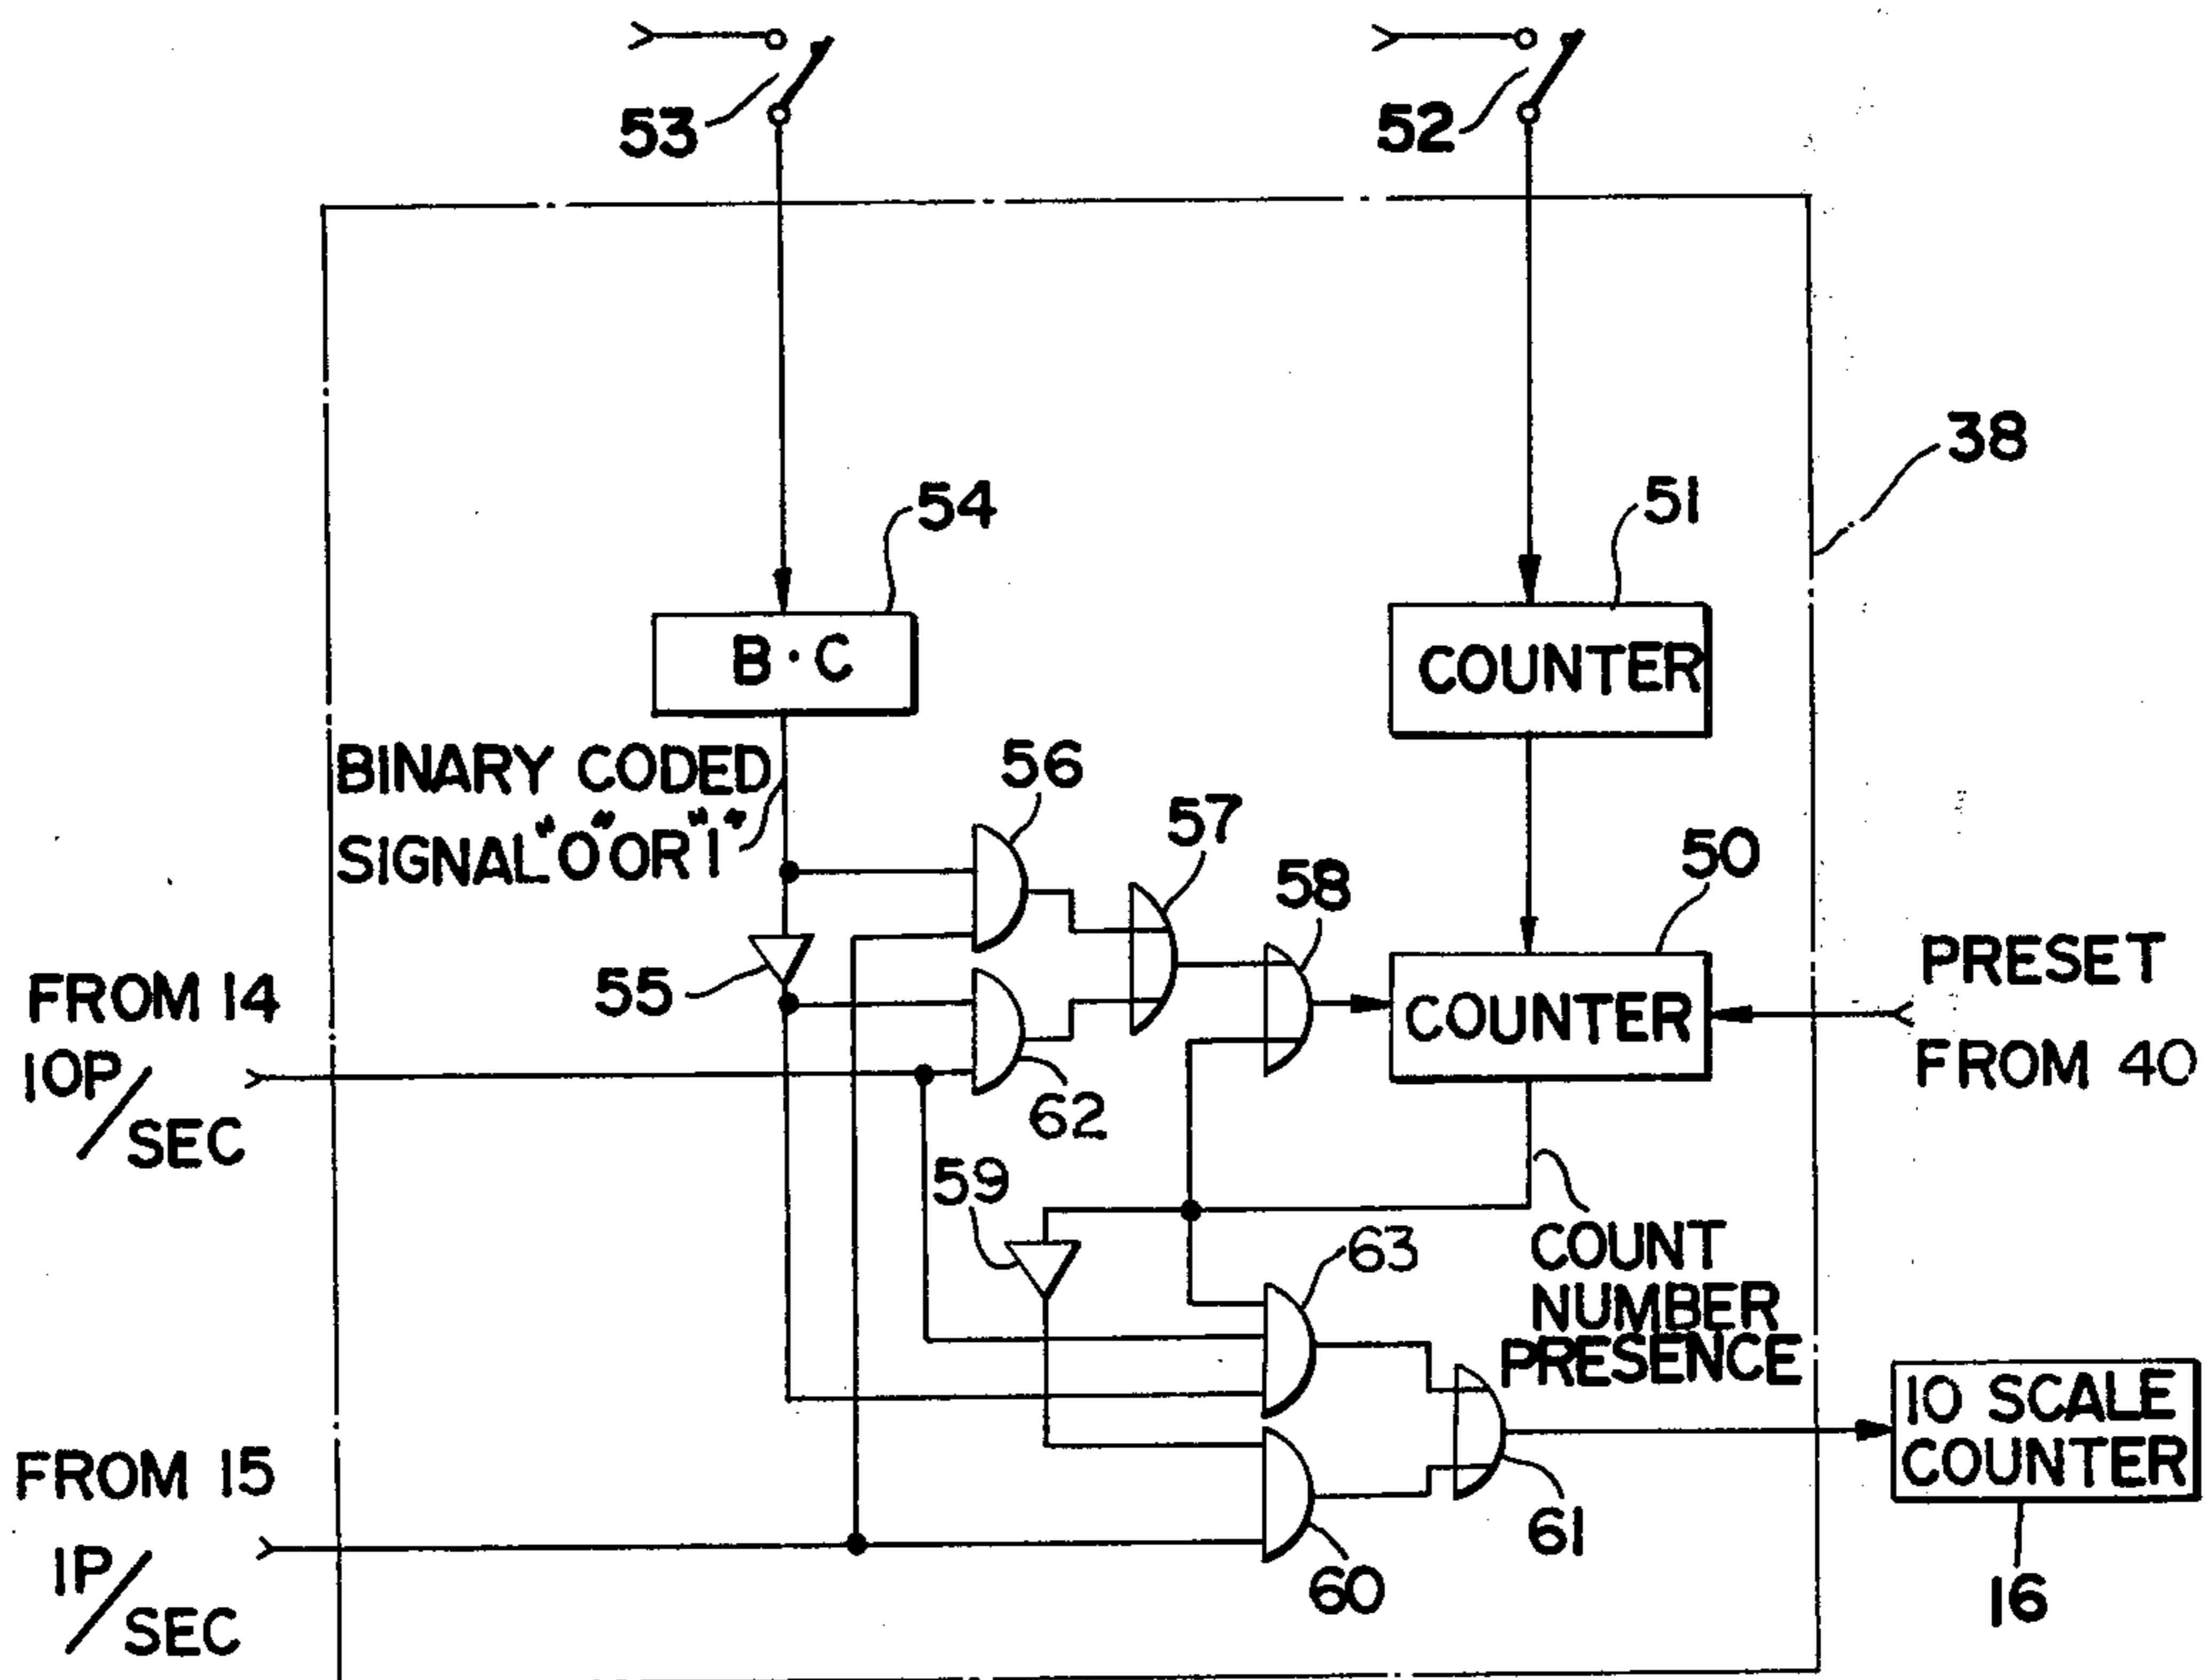 53
52
38
54
51
B·C
COUNTER
BINARY CODED
SIGNAL "0" OR "1"
56
57
58
50
55
FROM 14
10P/SEC
COUNTER
PRESET
FROM 40
62
59
63
COUNT
NUMBER
PRESENCE
10 SCALE
COUNTER
FROM 15
1P/SEC
61
60
16